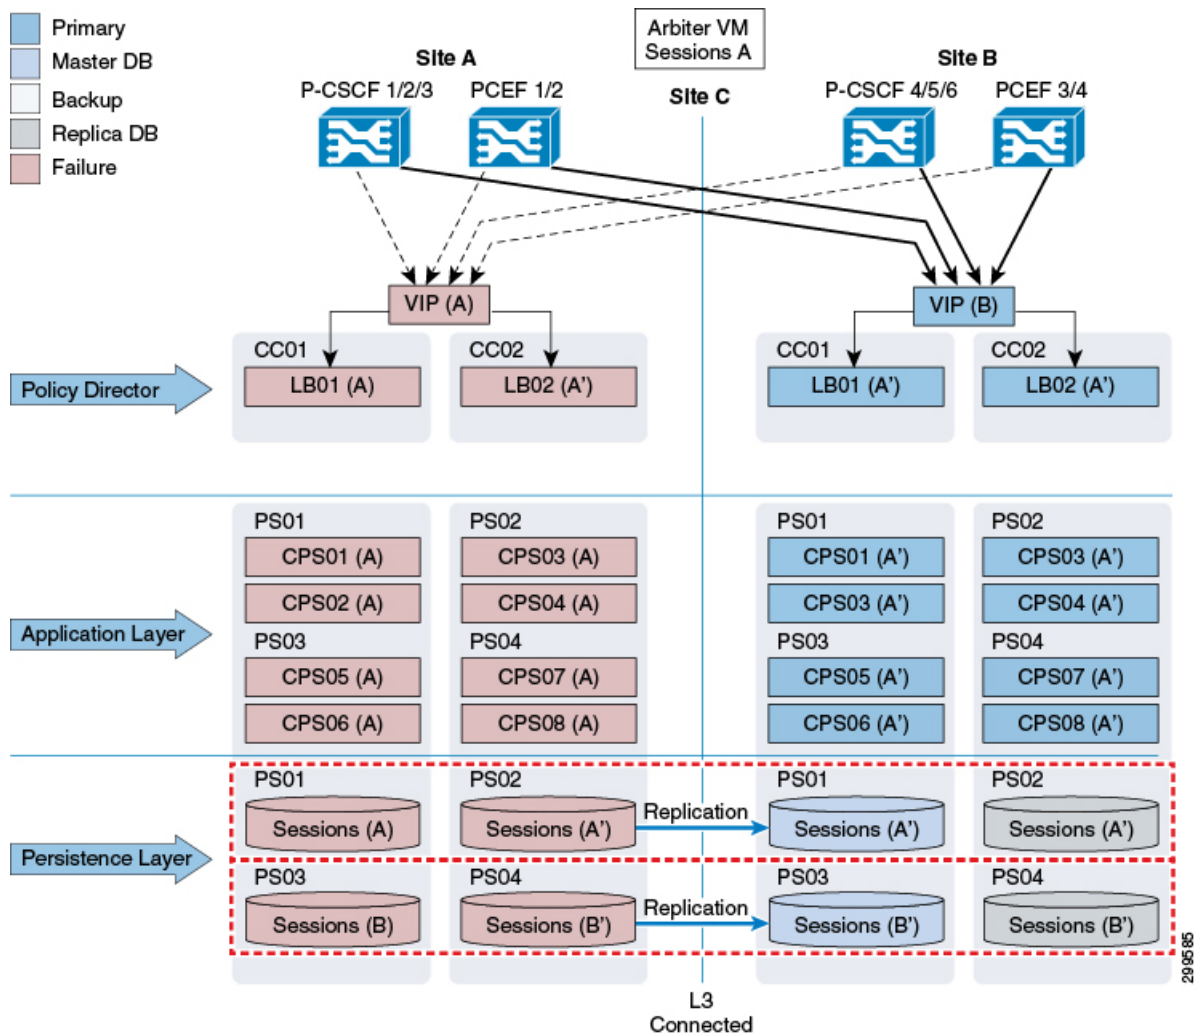 Primary
Master DB
Backup
Replica DB
Failure
Arbiter VM
Sessions A
Site A
Site C
Site B
P-CSCF 1/2/3
PCEF 1/2
P-CSCF 4/5/6
PCEF 3/4
VIP (A)
VIP (B)
Policy Director
CC01
LB01 (A)
CC02
LB02 (A')
CC01
LB01 (A')
CC02
LB02 (A')
Application Layer
PS01
CPS01 (A)
CPS02 (A)
PS02
CPS03 (A)
CPS04 (A)
PS01
CPS01 (A')
CPS03 (A')
PS02
CPS03 (A')
CPS04 (A')
PS03
CPS05 (A)
CPS06 (A)
PS04
CPS07 (A)
CPS08 (A)
PS03
CPS05 (A')
CPS06 (A')
PS04
CPS07 (A')
CPS08 (A')
Persistence Layer
PS01
Sessions (A)
PS02
Sessions (A')
Replication
PS01
Sessions (A')
PS02
Sessions (A')
PS03
Sessions (B)
PS04
Sessions (B')
Replication
PS03
Sessions (B')
PS04
Sessions (B')
L3
Connected
299585